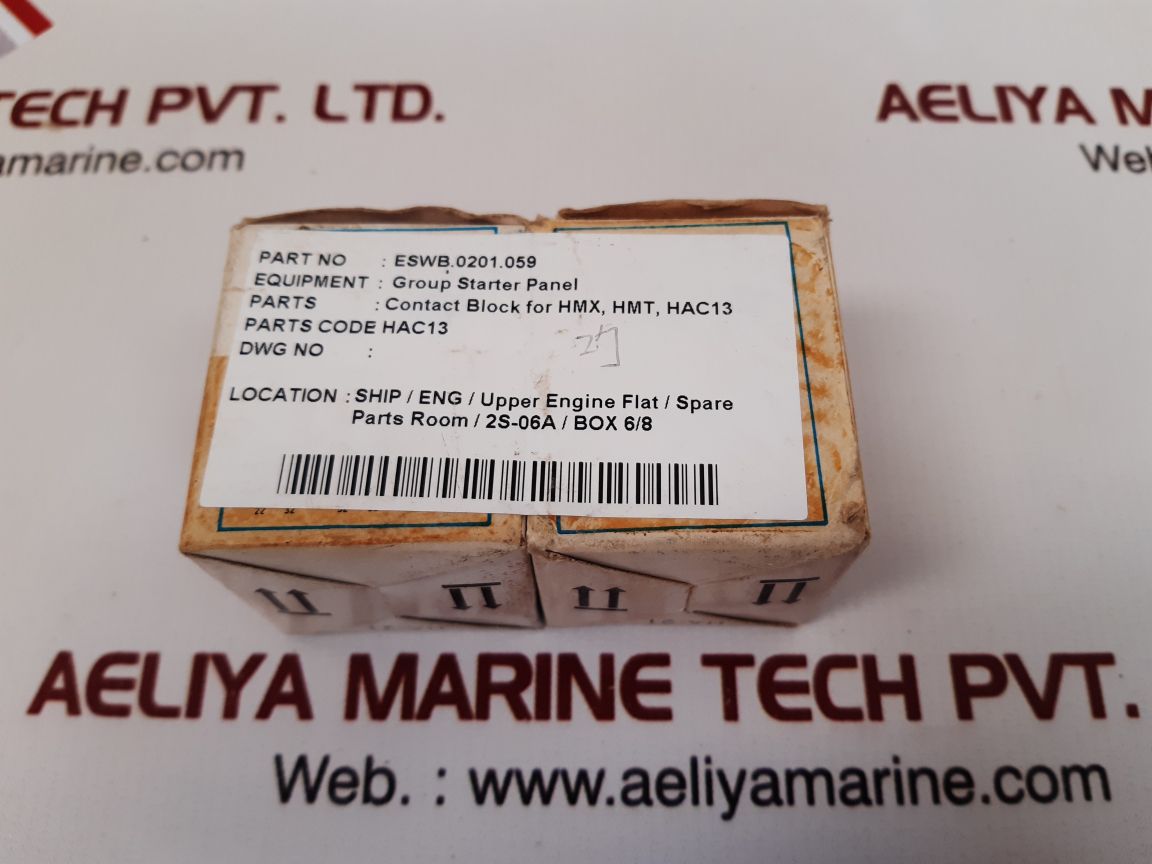 TECH PVT. LTD.
amarine.com
AELIYA M
Web
PART NO : ESWB.0201.059
EQUIPMENT : Group Starter Panel
PARTS : Contact Block for HMX, HMT, HAC13
PARTS CODE HAC13
DWG NO :
LOCATION : SHIP / ENG / Upper Engine Flat / Spare
Parts Room / 2S-06A / BOX 6/8
AELIYA MARINE TECH PVT.
Web. : www.aeliyamarine.com